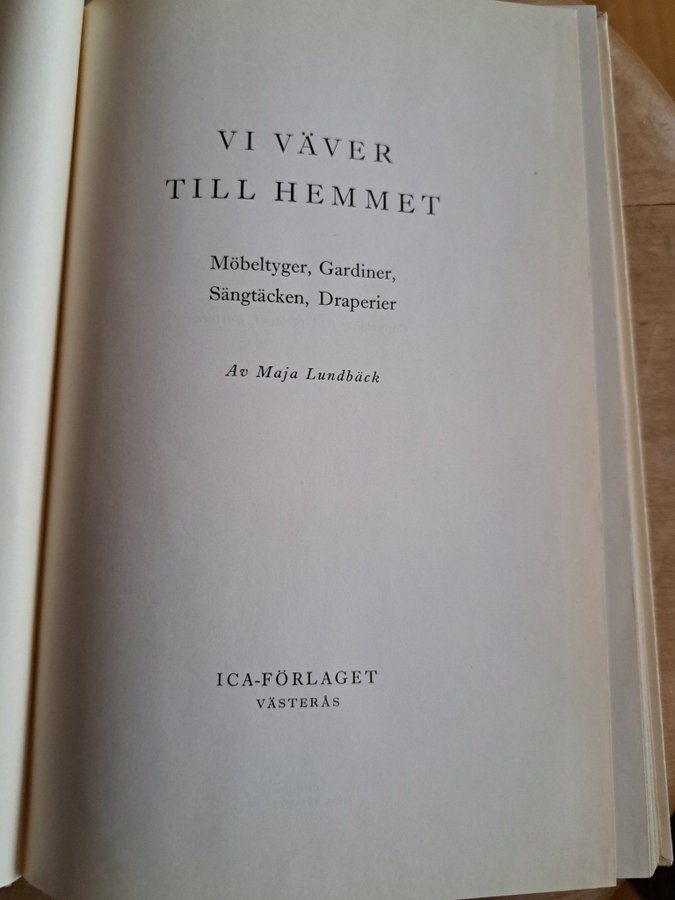 VI VÄVER
TILL HEMMET
Möbeltyger, Gardiner,
Sängtäcken, Draperier
Av Maja Lundbäck
ICA-FÖRLAGET
VÄSTERÅS